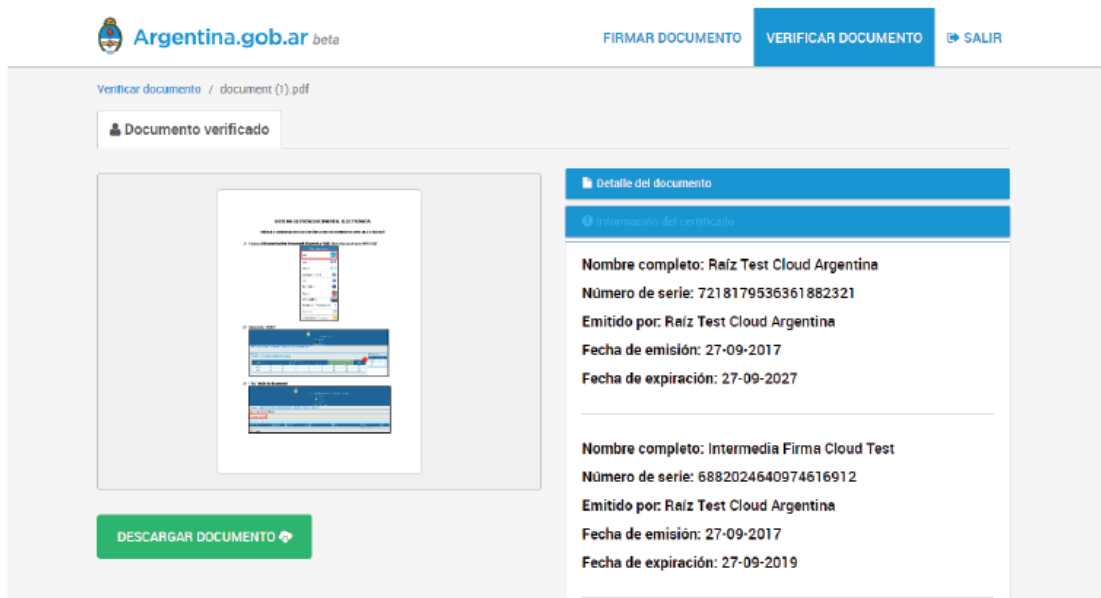 Argentina.gob.ar beta
FIRMAR DOCUMENTO
VERIFICAR DOCUMENTO
SALIR
Verificar documento / document (1).pdf
Documento verificado
Detalle del documento
Información del certificado
Nombre completo: Raíz Test Cloud Argentina
Número de serie: 7218179536361882321
Emitido por: Raíz Test Cloud Argentina
Fecha de emisión: 27-09-2017
Fecha de expiración: 27-09-2027
Nombre completo: Intermedia Firma Cloud Test
Número de serie: 6882024640974616912
Emitido por: Raíz Test Cloud Argentina
Fecha de emisión: 27-09-2017
Fecha de expiración: 27-09-2019
DESCARGAR DOCUMENTO